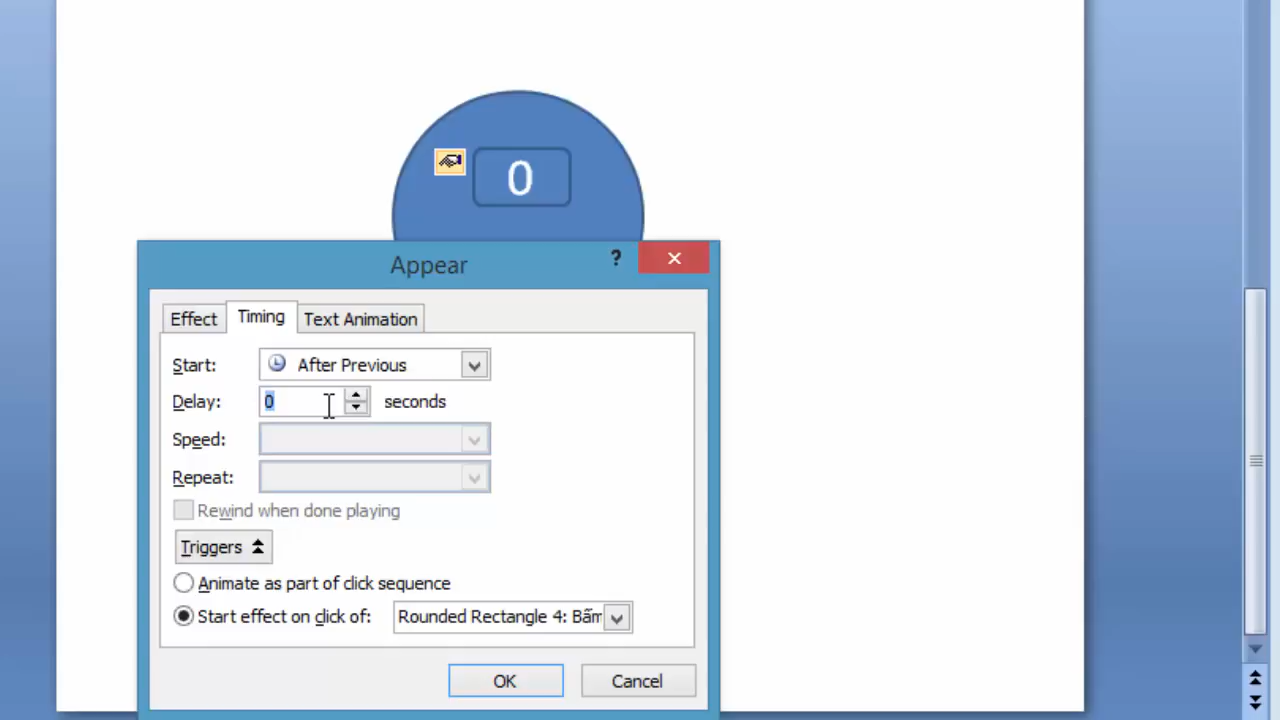 0
Appear
?
Effect
Timing
Text Animation
Start:
After Previous
Delay:
0
seconds
Speed:
Repeat:
Rewind when done playing
Triggers
Animate as part of click sequence
Start effect on click of:
Rounded Rectangle 4: Bấm
OK
Cancel